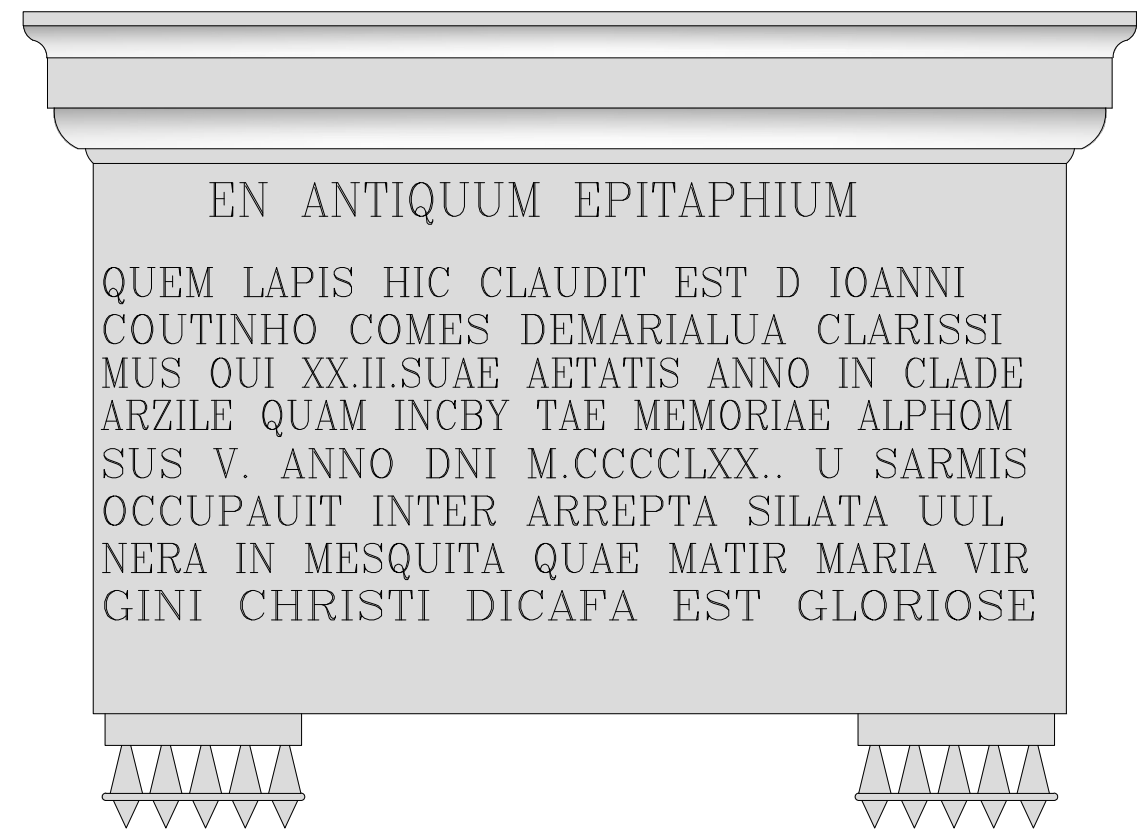 EN ANTIQUUM EPITAPHIUM
QUEM LAPIS HIC CLAUDIT EST D IOANNI
COUTINHO COMES DEMARIALUA CLARISSI
MUS OUI XX.II.SUAE AETATIS ANNO IN CLADE
ARZILE QUAM INCBY TAE MEMORIAE ALPHOM
SUS V. ANNO DNI M.CCCCLXX.. U SARMIS
OCCUPAUIT INTER ARREPTA SILATA UUL
NERA IN MESQUITA QUAE MATIR MARIA VIR
GINI CHRISTI DICAFA EST GLORIOSE